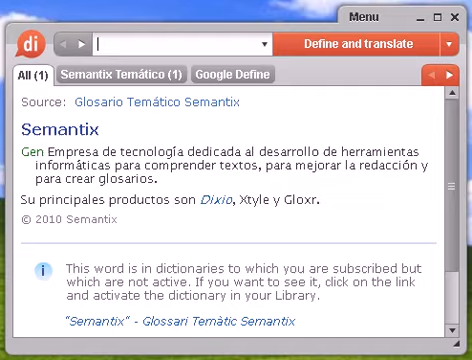 Menu
di
Define and translate
All (1)
Semantix Temático (1)
Google Define
Source: Glosario Temático Semantix
Semantix
Gen Empresa de tecnología dedicada al desarrollo de herramientas
informáticas para comprender textos, para mejorar la redacción y
para crear glosarios.
Su principales productos son Dixio, Xtyle y Gloxr.
© 2010 Semantix
i
This word is in dictionaries to which you are subscribed but
which are not active. If you want to see it, click on the link
and activate the dictionary in your Library.
"Semantix" - Glossari Temàtic Semantix